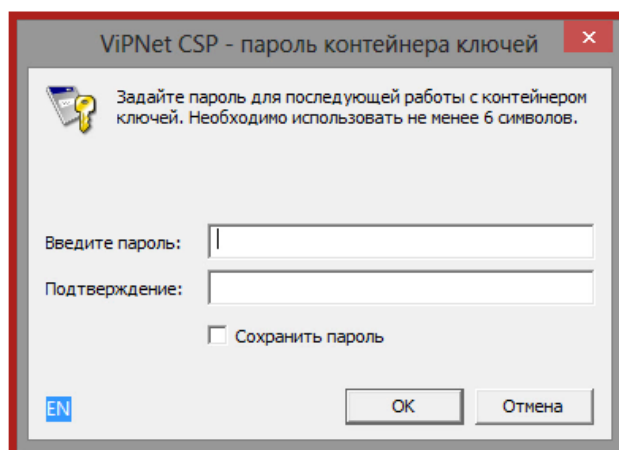 ViPNet CSP - пароль контейнера ключей
Задайте пароль для последующей работы с контейнером
ключей. Необходимо использовать не менее 6 символов.
Введите пароль:
Подтверждение:
Сохранить пароль
EN
OK
Отмена